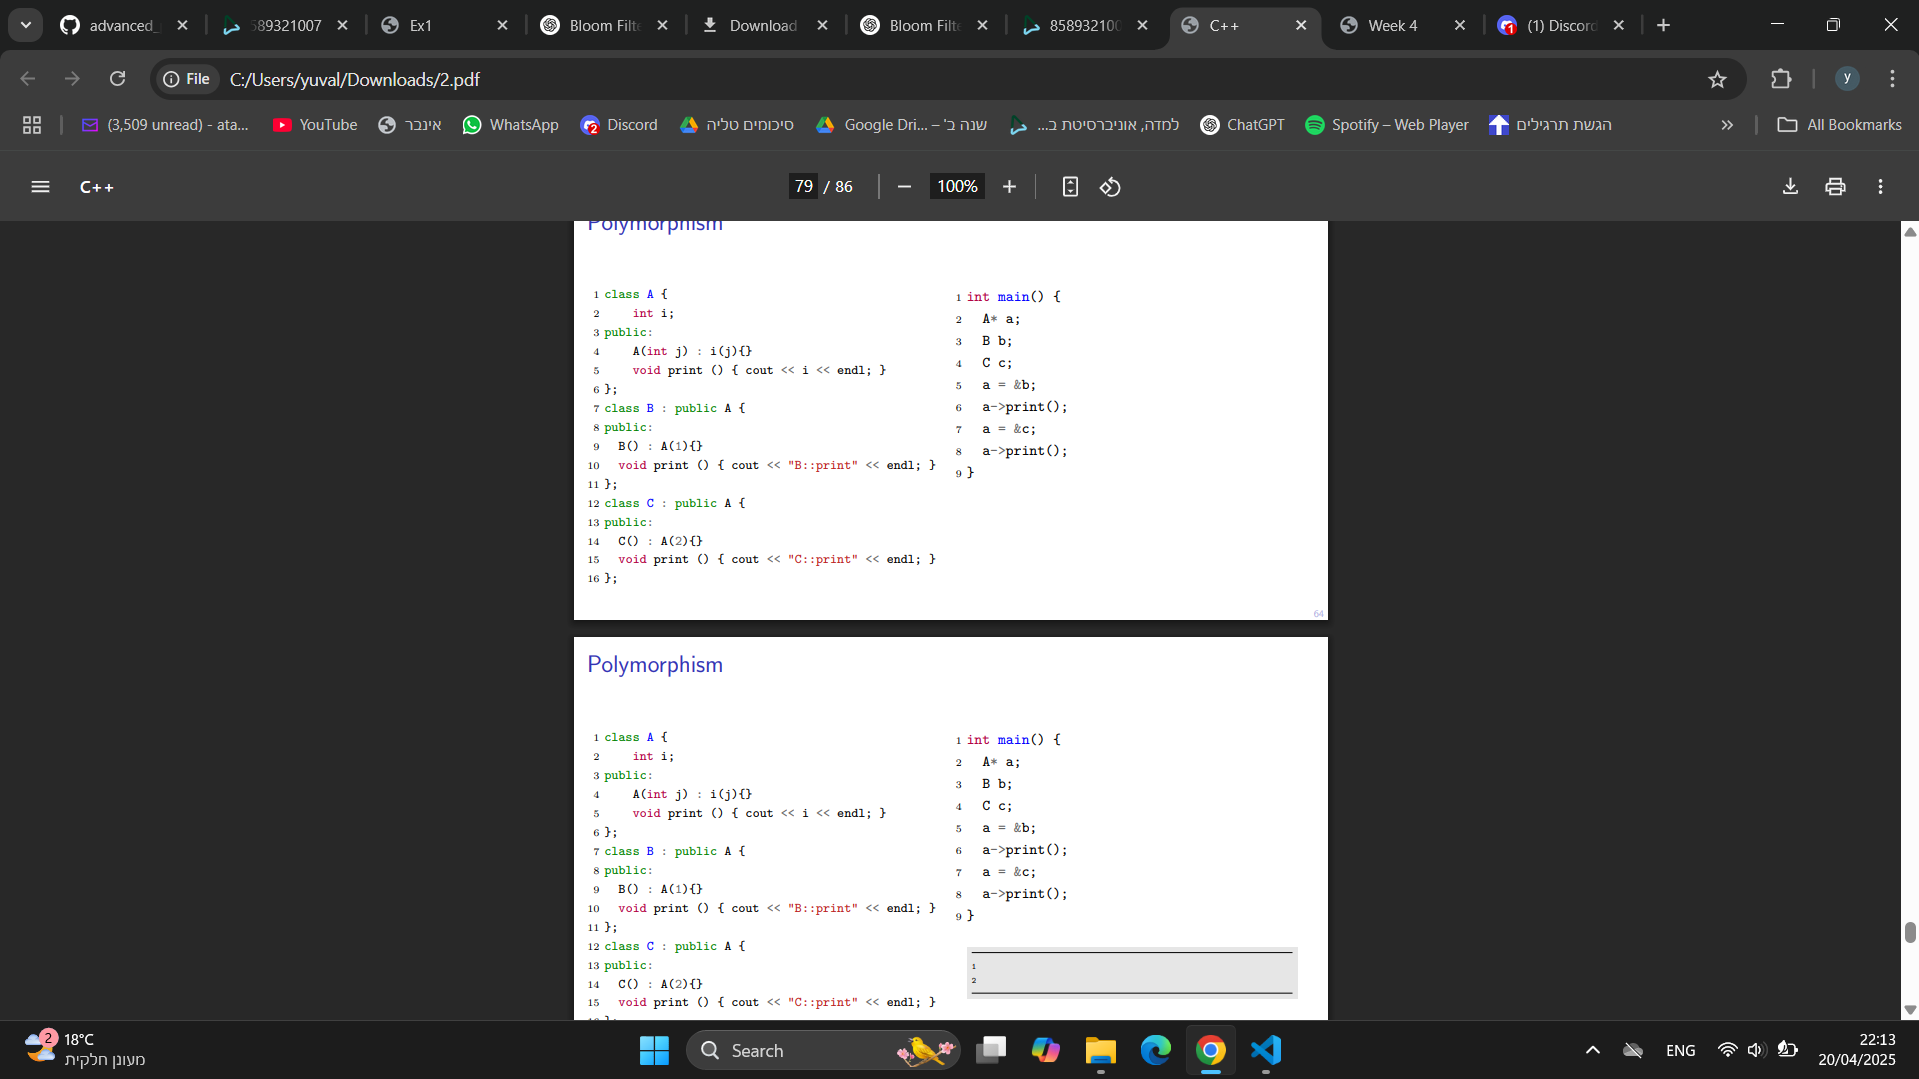 advanced_
589321007
Ex1
Bloom Filte
Download
Bloom Filte
858932100
C++
Week 4
(1) Discord
File
C:/Users/yuval/Downloads/2.pdf
y
(3,509 unread) - ata...
YouTube
אינבר
WhatsApp
2
Discord
סיכומים טליה
Google Dri... – 'שנה ב
למדה, אוניברסיטת ב...
ChatGPT
Spotify – Web Player
הגשת תרגילים
»
All Bookmarks
C++
79 / 86
100%
Polymorphism
1 class A {
2 int i;
3 public:
4 A(int j) : i(j){}
5 void print () { cout << i << endl; }
6 };
7 class B : public A {
8 public:
9 B() : A(1){}
10 void print () { cout << "B::print" << endl; }
11 };
12 class C : public A {
13 public:
14 C() : A(2){}
15 void print () { cout << "C::print" << endl; }
16 };
1 int main() {
2 A* a;
3 B b;
4 C c;
5 a = &b;
6 a->print();
7 a = &c;
8 a->print();
9 }
64
Polymorphism
1 class A {
2 int i;
3 public:
4 A(int j) : i(j){}
5 void print () { cout << i << endl; }
6 };
7 class B : public A {
8 public:
9 B() : A(1){}
10 void print () { cout << "B::print" << endl; }
11 };
12 class C : public A {
13 public:
14 C() : A(2){}
15 void print () { cout << "C::print" << endl; }
1 int main() {
2 A* a;
3 B b;
4 C c;
5 a = &b;
6 a->print();
7 a = &c;
8 a->print();
9 }
1
2
2
18°C
מעונן חלקית
Search
ENG
22:13
20/04/2025